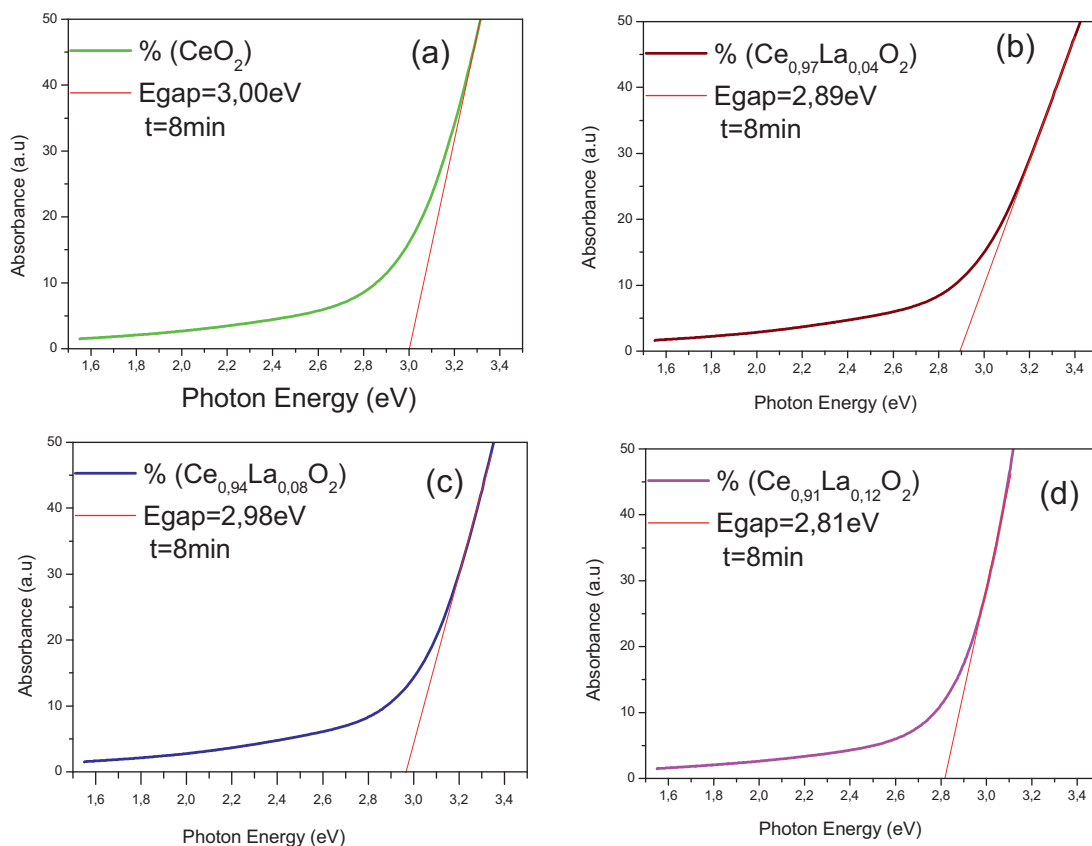 (a)
% (CeO2)
Egap=3,00eV
t=8min
Absorbance (a.u)
50
40
30
20
10
0
1,6 1,8 2,0 2,2 2,4 2,6 2,8 3,0 3,2 3,4
Photon Energy (eV)
(b)
% (Ce0,97La0,04O2)
Egap=2,89eV
t=8min
Absorbance (a.u)
50
40
30
20
10
0
1,6 1,8 2,0 2,2 2,4 2,6 2,8 3,0 3,2 3,4
Photon Energy (eV)
(c)
% (Ce0,94La0,08O2)
Egap=2,98eV
t=8min
Absorbance (a.u)
50
40
30
20
10
0
1,6 1,8 2,0 2,2 2,4 2,6 2,8 3,0 3,2 3,4
Photon Energy (eV)
(d)
% (Ce0,91La0,12O2)
Egap=2,81eV
t=8min
Absorbance (a.u)
50
40
30
20
10
0
1,6 1,8 2,0 2,2 2,4 2,6 2,8 3,0 3,2 3,4
Photon Energy (eV)